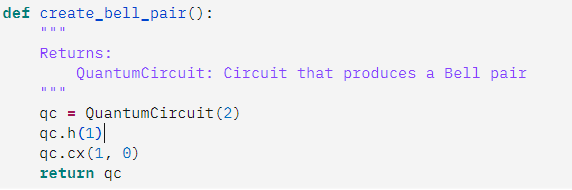 def create_bell_pair():
    """
    Returns:
        QuantumCircuit: Circuit that produces a Bell pair
    """
    qc = QuantumCircuit(2)
    qc.h(1)
    qc.cx(1, 0)
    return qc